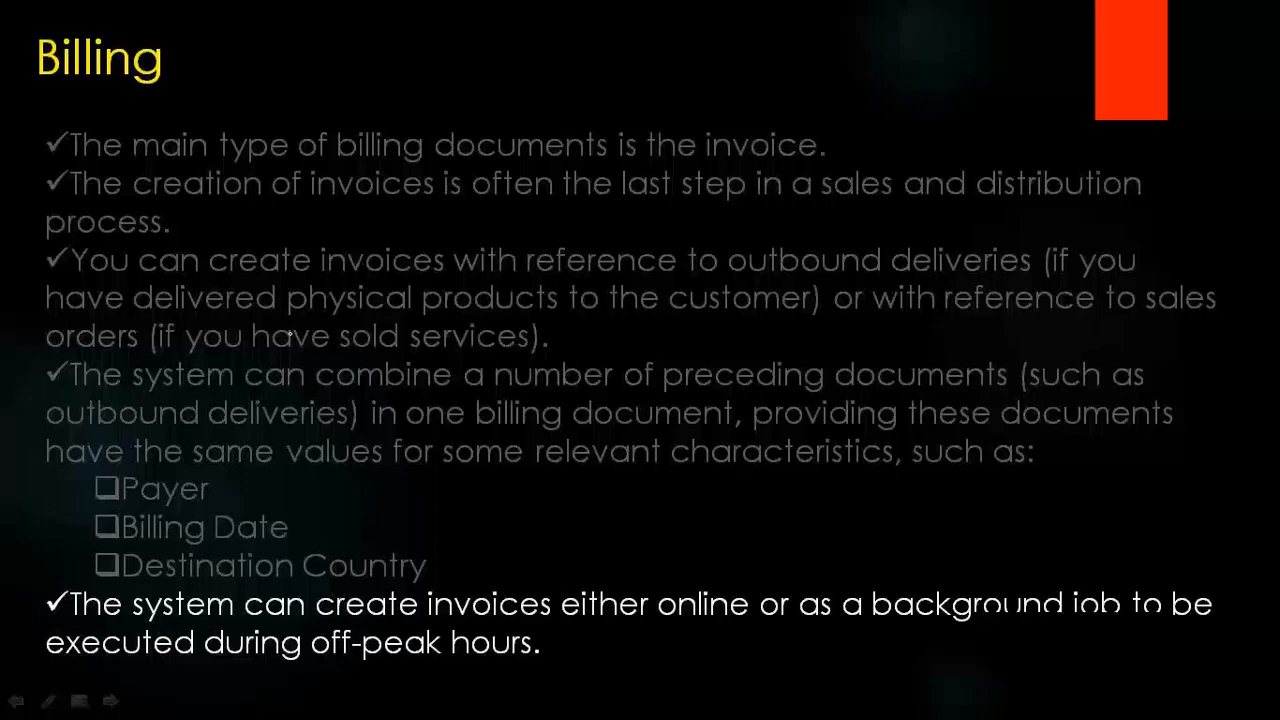 Billing
✓The main type of billing documents is the invoice.
✓The creation of invoices is often the last step in a sales and distribution
process.
✓You can create invoices with reference to outbound deliveries (if you
have delivered physical products to the customer) or with reference to sales
orders (if you have sold services).
✓The system can combine a number of preceding documents (such as
outbound deliveries) in one billing document, providing these documents
have the same values for some relevant characteristics, such as:
❑Payer
❑Billing Date
❑Destination Country
✓The system can create invoices either online or as a background job to be
executed during off-peak hours.